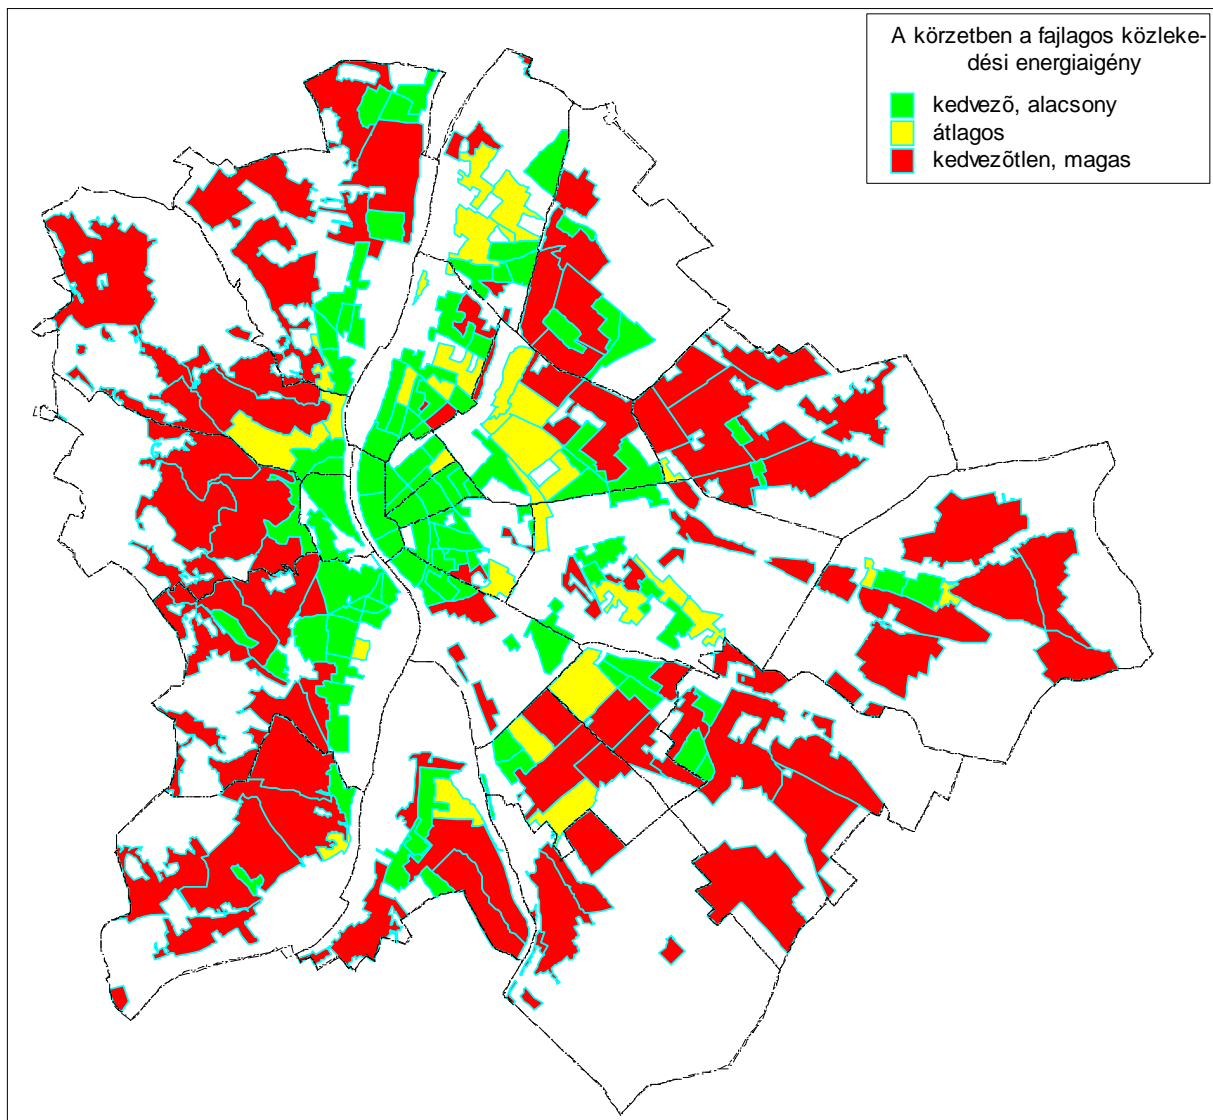 A körzetben a fajlagos közleke-
dési energiaigény
kedvezõ, alacsony
átlagos
kedvezõtlen, magas